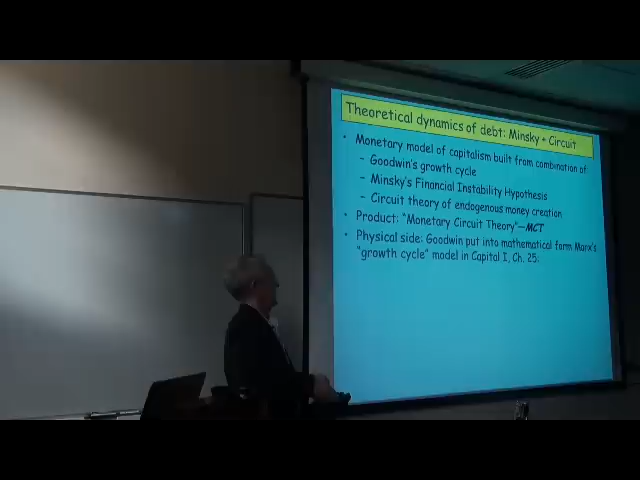 Theoretical dynamics of debt: Minsky + Circuit
• Monetary model of capitalism built from combination of
– Goodwin's growth cycle
– Minsky's Financial Instability Hypothesis
– Circuit theory of endogenous money creation
• Product: "Monetary Circuit Theory"—MCT
• Physical side: Goodwin put into mathematical form Marx's
"growth cycle" model in Capital I, Ch. 25: